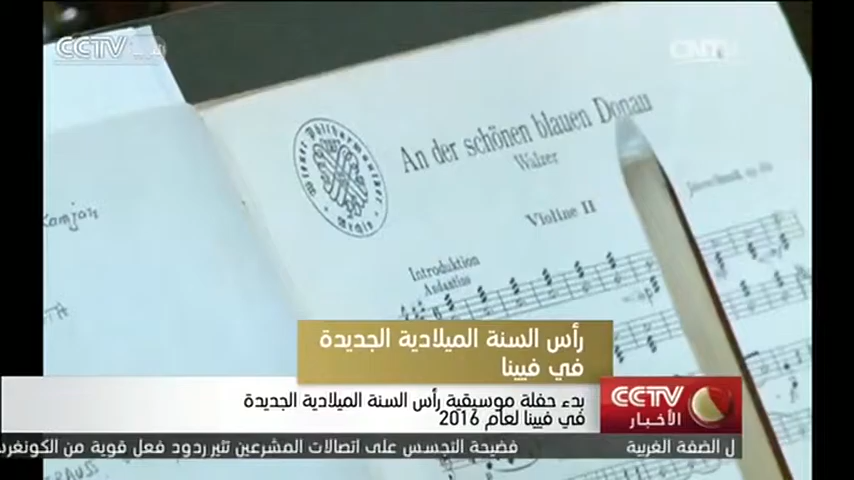 CCTV
CNTV
An der schönen blauen Donau
Walzer
Violine II
Introduktion
Andantino
رأس السنة الميلادية الجديدة
في فيينا
بدء حفلة موسيقية رأس السنة الميلادية الجديدة
في فيينا لعام 2016
CCTV
الأخبار
ل الضفة الغربية
فضيحة التجسس على اتصالات المشرعين تثير ردود فعل قوية من الكونغرس